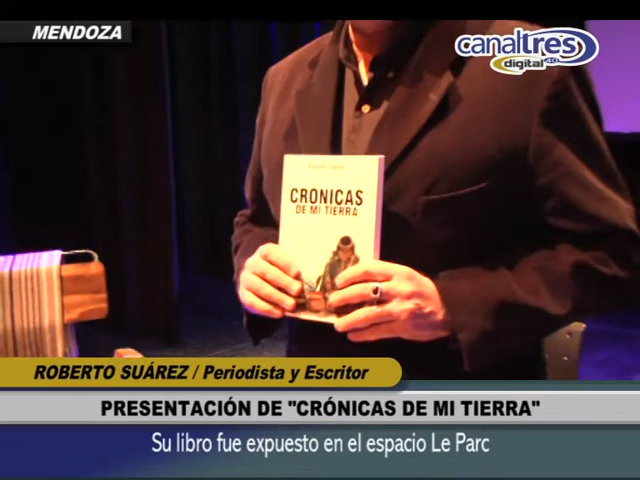 MENDOZA
canaltres
digital
CRÓNICAS
DE MI TIERRA
ROBERTO SUÁREZ / Periodista y Escritor
PRESENTACIÓN DE "CRÓNICAS DE MI TIERRA"
Su libro fue expuesto en el espacio Le Parc